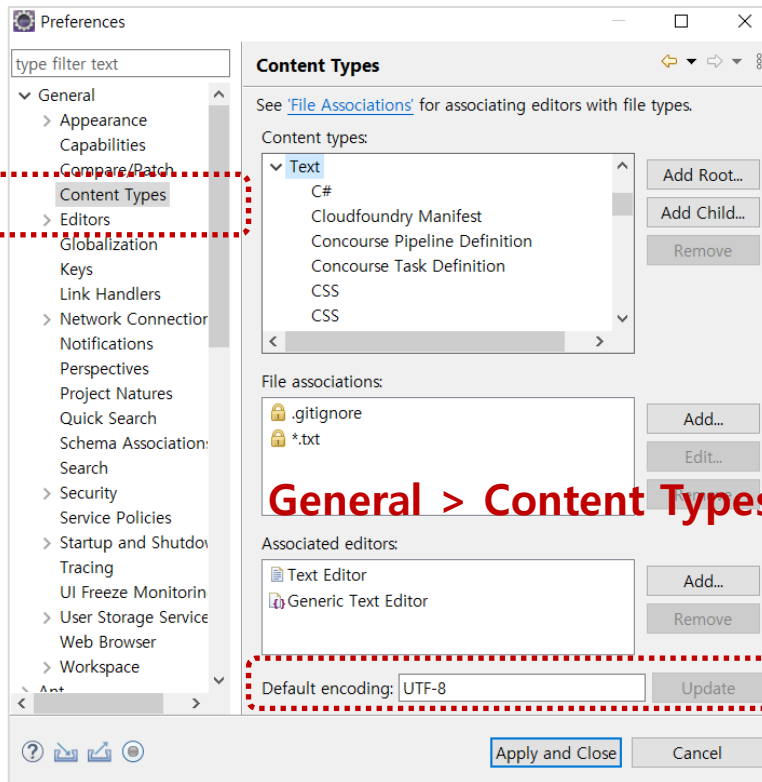 Preferences
type filter text
General
Appearance
Capabilities
Compare/Patch
Content Types
Editors
Globalization
Keys
Link Handlers
Network Connection
Notifications
Perspectives
Project Natures
Quick Search
Schema Associations
Search
Security
Service Policies
Startup and Shutdow
Tracing
UI Freeze Monitorin
User Storage Service
Web Browser
Workspace
Ant
Content Types
See 'File Associations' for associating editors with file types.
Content types:
Text
C#
Cloudfoundry Manifest
Concourse Pipeline Definition
Concourse Task Definition
CSS
CSS
Add Root...
Add Child...
Remove
File associations:
.gitignore
*.txt
Add...
Edit...
Remove
General > Content Types
Associated editors:
Text Editor
Generic Text Editor
Add...
Remove
Default encoding: UTF-8
Update
Apply and Close
Cancel